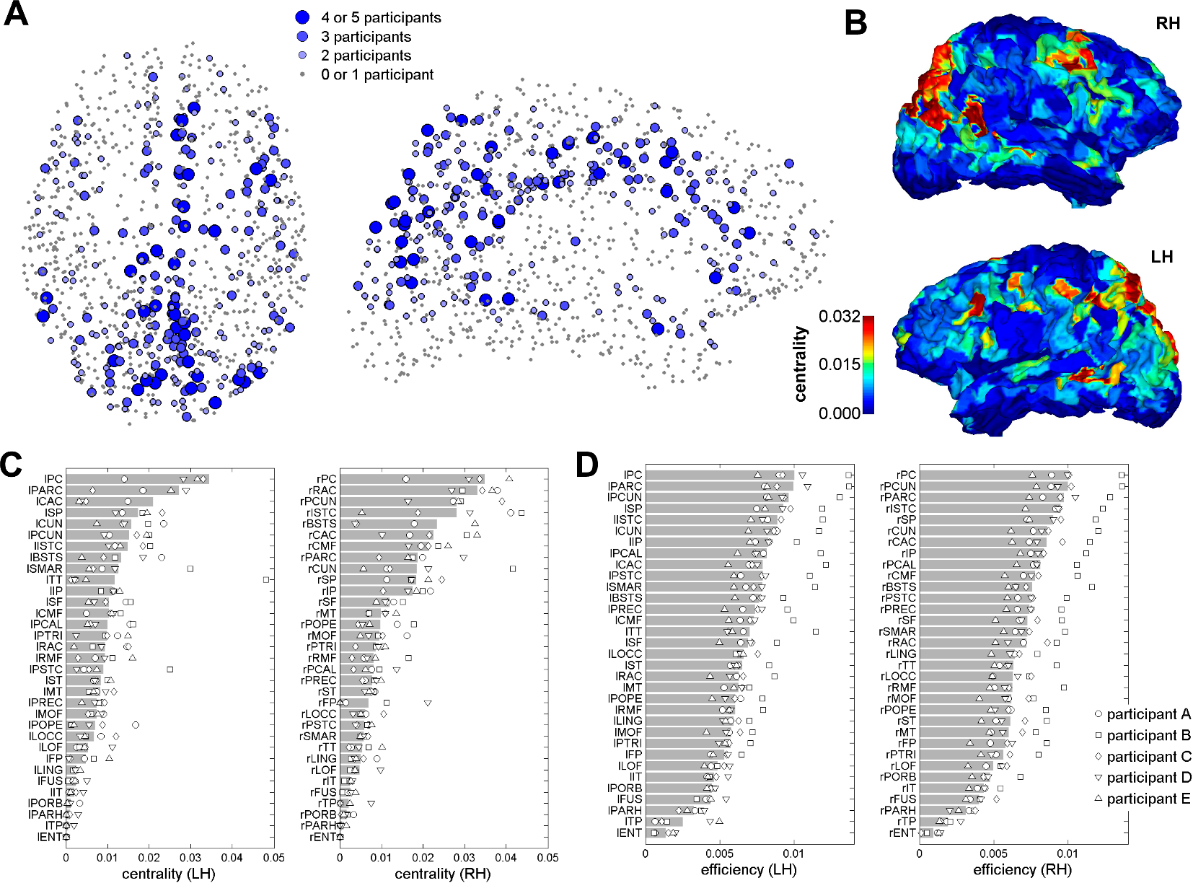 A
4 or 5 participants
3 participants
2 participants
0 or 1 participant
B
RH
LH
centrality
0.032
0.015
0.000
C
lPC
lPARC
lCAC
lSP
lCUN
lPCUN
lISTC
lBSTS
lSMAR
lTT
lIP
lSF
lCMF
lPCAL
lPTRI
lRAC
lRMF
lPSTC
lST
lMT
lPREC
lMOF
lPOPE
lLOCC
lLOF
lFP
lLING
lFUS
lIT
lPORB
lPARH
lTP
lENT
0 0.01 0.02 0.03 0.04 0.05
centrality (LH)
rPC
rRAC
rPCUN
rISTC
rBSTS
rCAC
rCMF
rPARC
rCUN
rSP
rIP
rSF
rMT
rPOPE
rMOF
rPTRI
rRMF
rPCAL
rPREC
rST
rFP
rLOCC
rPSTC
rSMAR
rTT
rLING
rLOF
rIT
rFUS
rTP
rPORB
rPARH
rENT
0 0.01 0.02 0.03 0.04 0.05
centrality (RH)
D
lPC
lPARC
lPCUN
lSP
lISTC
lCUN
lIP
lPCAL
lCAC
lPSTC
lSMAR
lBSTS
lPREC
lCMF
lTT
lSF
lLOCC
lST
lRAC
lMT
lPOPE
lRMF
lLING
lMOF
lPTRI
lFP
lLOF
lIT
lPORB
lFUS
lPARH
lTP
lENT
0 0.005 0.01
efficiency (LH)
rPC
rPCUN
rPARC
rISTC
rSP
rCUN
rCAC
rIP
rPCAL
rCMF
rBSTS
rPSTC
rPREC
rSF
rSMAR
rRAC
rLING
rTT
rLOCC
rRMF
rMOF
rPOPE
rST
rMT
rFP
rPTRI
rLOF
rPORB
rIT
rFUS
rPARH
rTP
rENT
0 0.005 0.01
efficiency (RH)
participant A
participant B
participant C
participant D
participant E